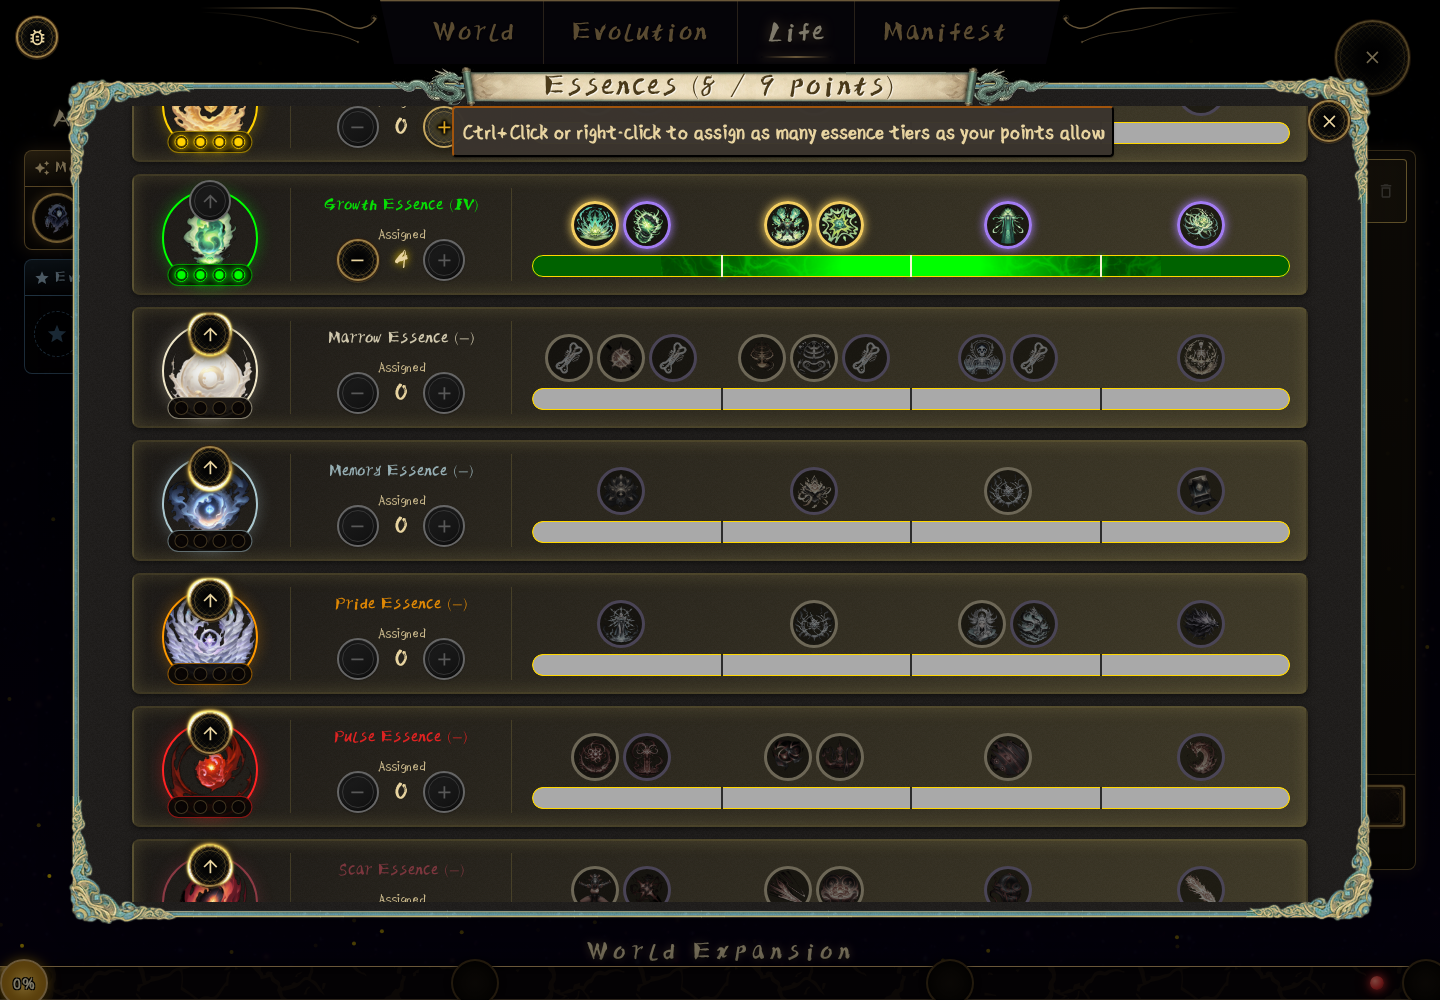 World
Evolution
Life
Manifest
Essences (8 / 9 points)
0
Ctrl+Click or right-click to assign as many essence tiers as your points allow
Growth Essence (IV)
Assigned
4
Marrow Essence (—)
Assigned
0
Memory Essence (—)
Assigned
0
Pride Essence (—)
Assigned
0
Pulse Essence (—)
Assigned
0
Scar Essence (—)
Assigned
World Expansion
0%